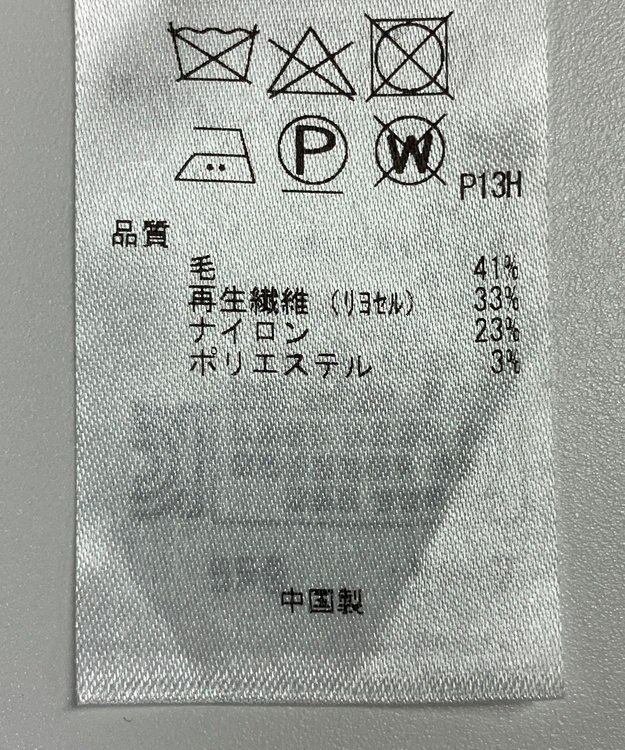 P W
P13H
品質
毛 41%
再生繊維 (リヨセル) 33%
ナイロン 23%
ポリエステル 3%
中国製